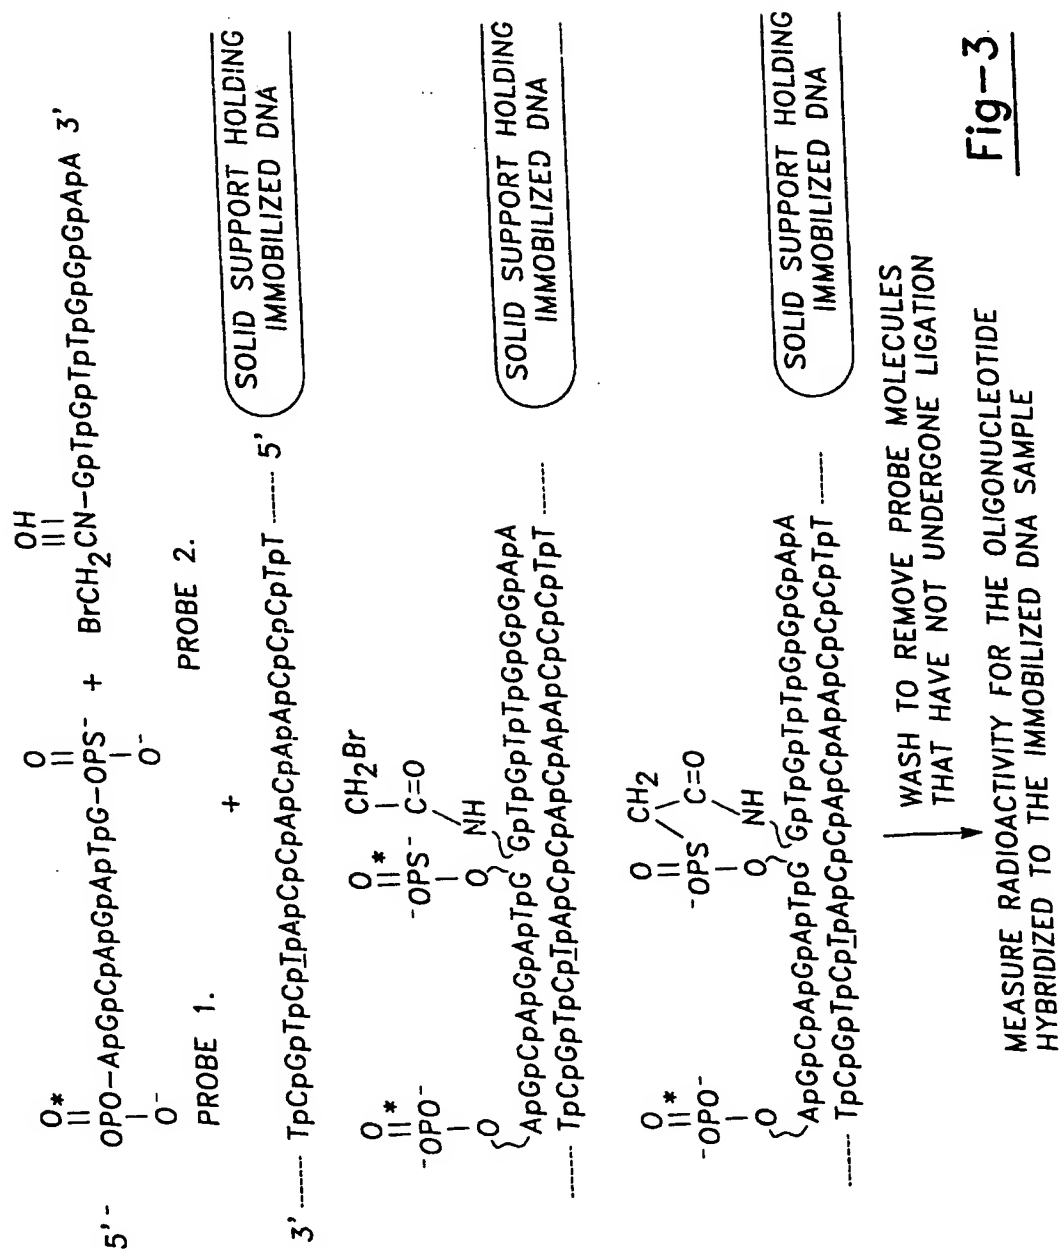 O*
OPO-ApGpCpApGpApTpG-OPS⁻ + BrCH₂CN-GpTpGpTpTpGpGpGpApA 3'
5'-
O⁻
O
O⁻
OH
PROBE 1.
PROBE 2.
+
3' TpCpGpTpCpTpApCpCpApCpApApCpCpCpTpT 5'
SOLID SUPPORT HOLDING
IMMOBILIZED DNA
O
*
⁻OPO⁻
O
O
*
⁻OPS⁻
O
CH₂Br
C=O
NH
ApGpCpApGpApTpG GpTpGpTpTpGpGpGpApA
TpCpGpTpCpTpApCpCpApCpApApCpCpCpTpT
SOLID SUPPORT HOLDING
IMMOBILIZED DNA
O
*
⁻OPO⁻
O
O
⁻OPS
O
CH₂
C=O
NH
ApGpCpApGpApTpG GpTpGpTpTpGpGpGpApA
TpCpGpTpCpTpApCpCpApCpApApCpCpCpTpT
SOLID SUPPORT HOLDING
IMMOBILIZED DNA
WASH TO REMOVE PROBE MOLECULES
THAT HAVE NOT UNDERGONE LIGATION
MEASURE RADIOACTIVITY FOR THE OLIGONUCLEOTIDE
HYBRIDIZED TO THE IMMOBILIZED DNA SAMPLE
Fig-3